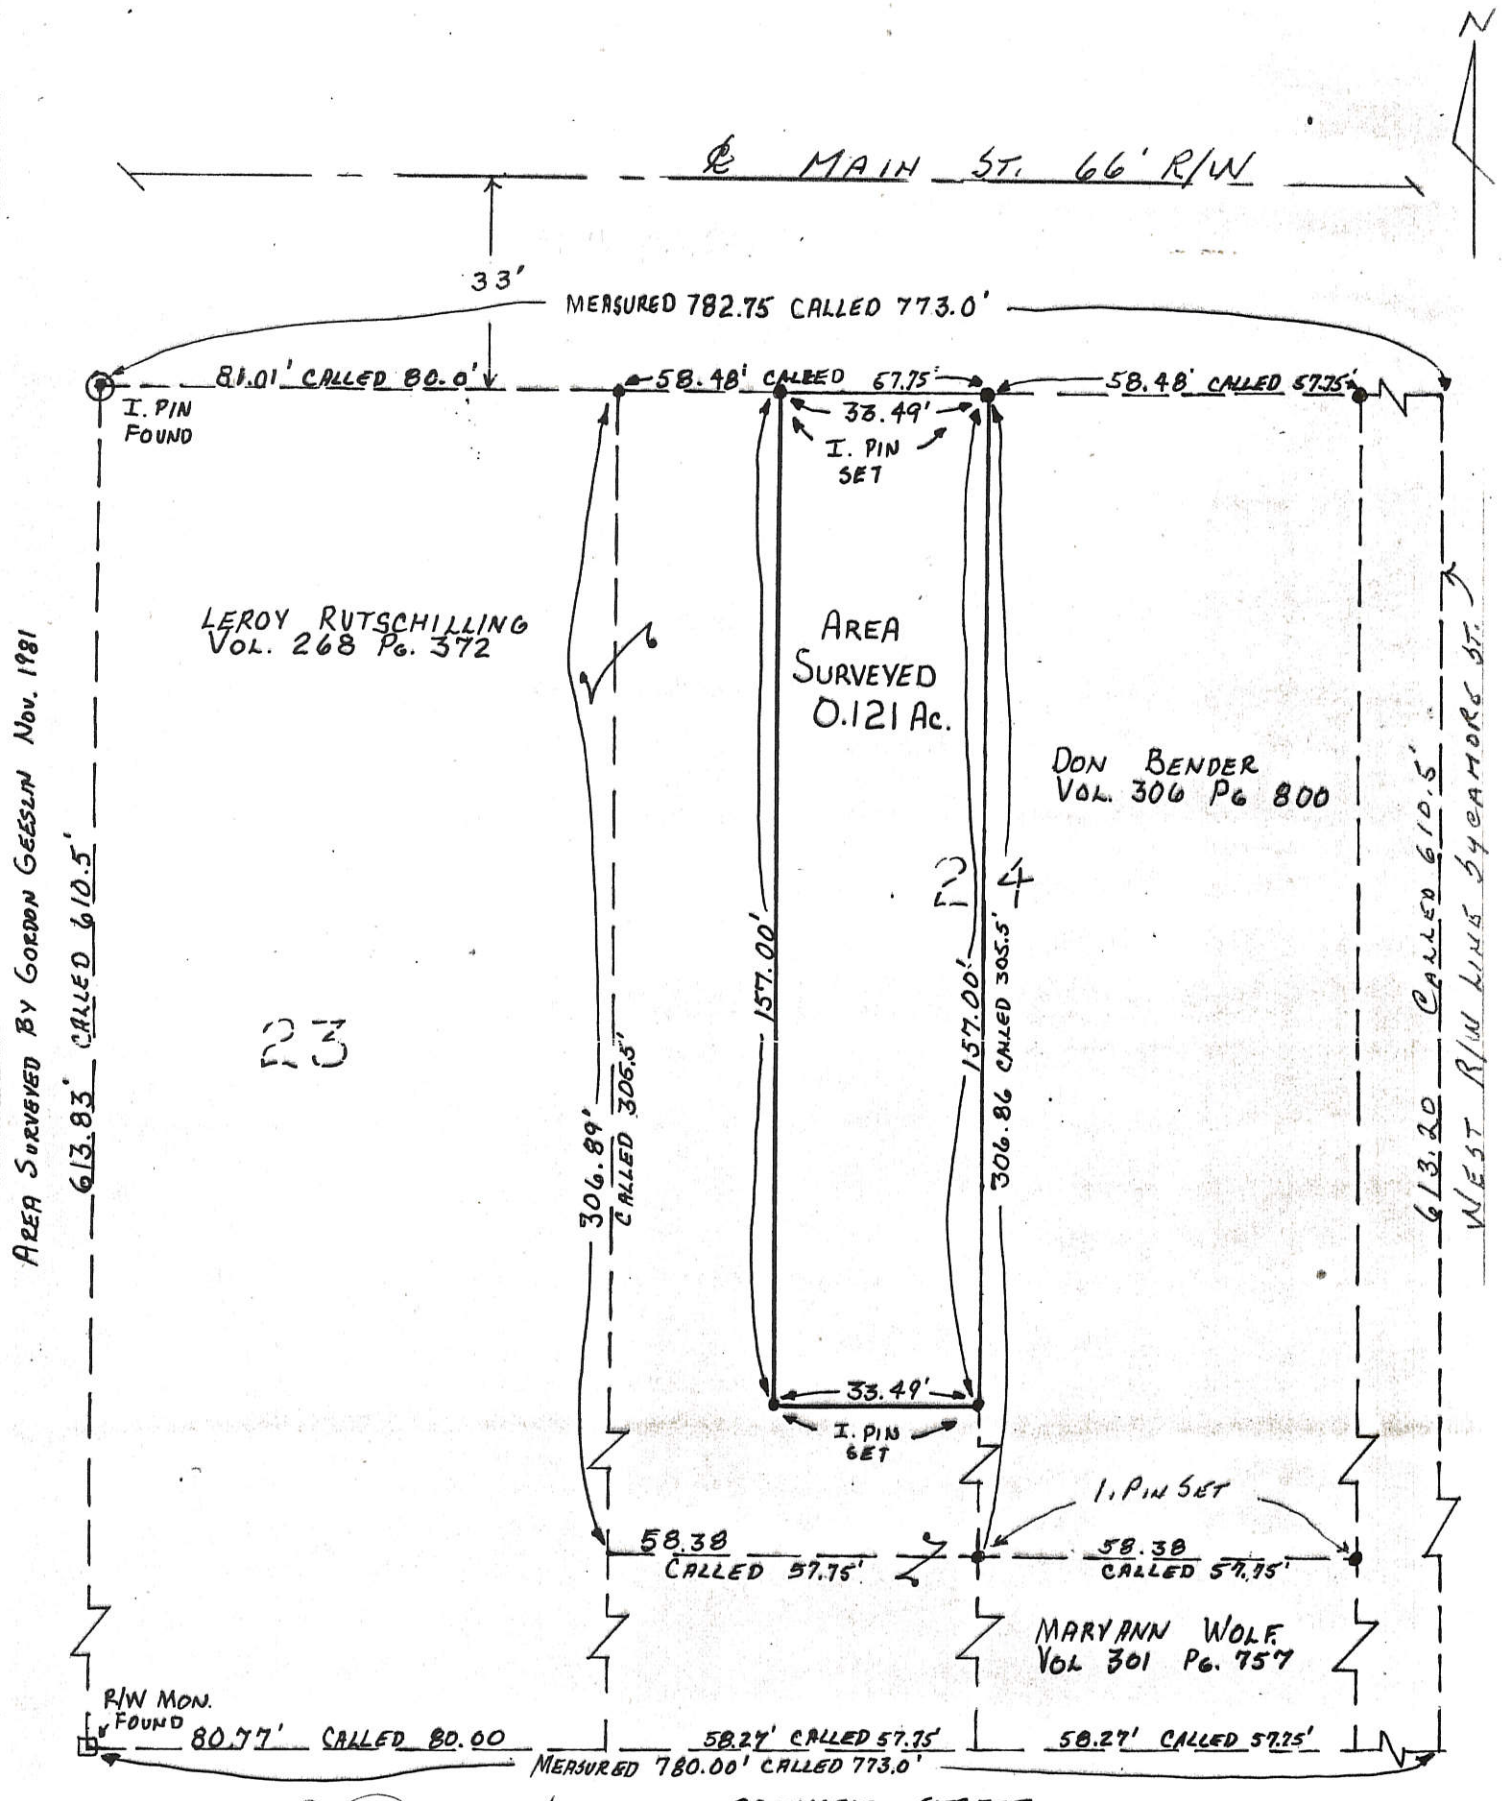 N
℄ MAIN ST. 66' R/W
33'
MEASURED 782.75 CALLED 773.0'
81.01' CALLED 80.0'
58.48' CALLED 57.75'
58.48' CALLED 57.75'
I. PIN
FOUND
33.49'
I. PIN
SET
LEROY RUTSCHILLING
VOL. 268 PG. 372
AREA
SURVEYED
0.121 AC.
DON BENDER
VOL. 306 PG 800
24
23
AREA SURVEYED BY GORDON GEESLIN NOV. 1981
613.83' CALLED 610.5'
306.89'
CALLED 305.5'
157.00'
157.00'
306.86 CALLED 305.5'
613.20 CALLED 610.5'
WEST R/W LINE SYCAMORE ST.
33.49'
I. PIN
SET
I. PIN SET
58.38
CALLED 57.75'
58.38
CALLED 57.75'
MARYANN WOLF
VOL 301 PG. 757
R/W MON.
FOUND
80.77' CALLED 80.00
58.27' CALLED 57.75'
58.27' CALLED 57.75'
MEASURED 780.00' CALLED 773.0'
STREET